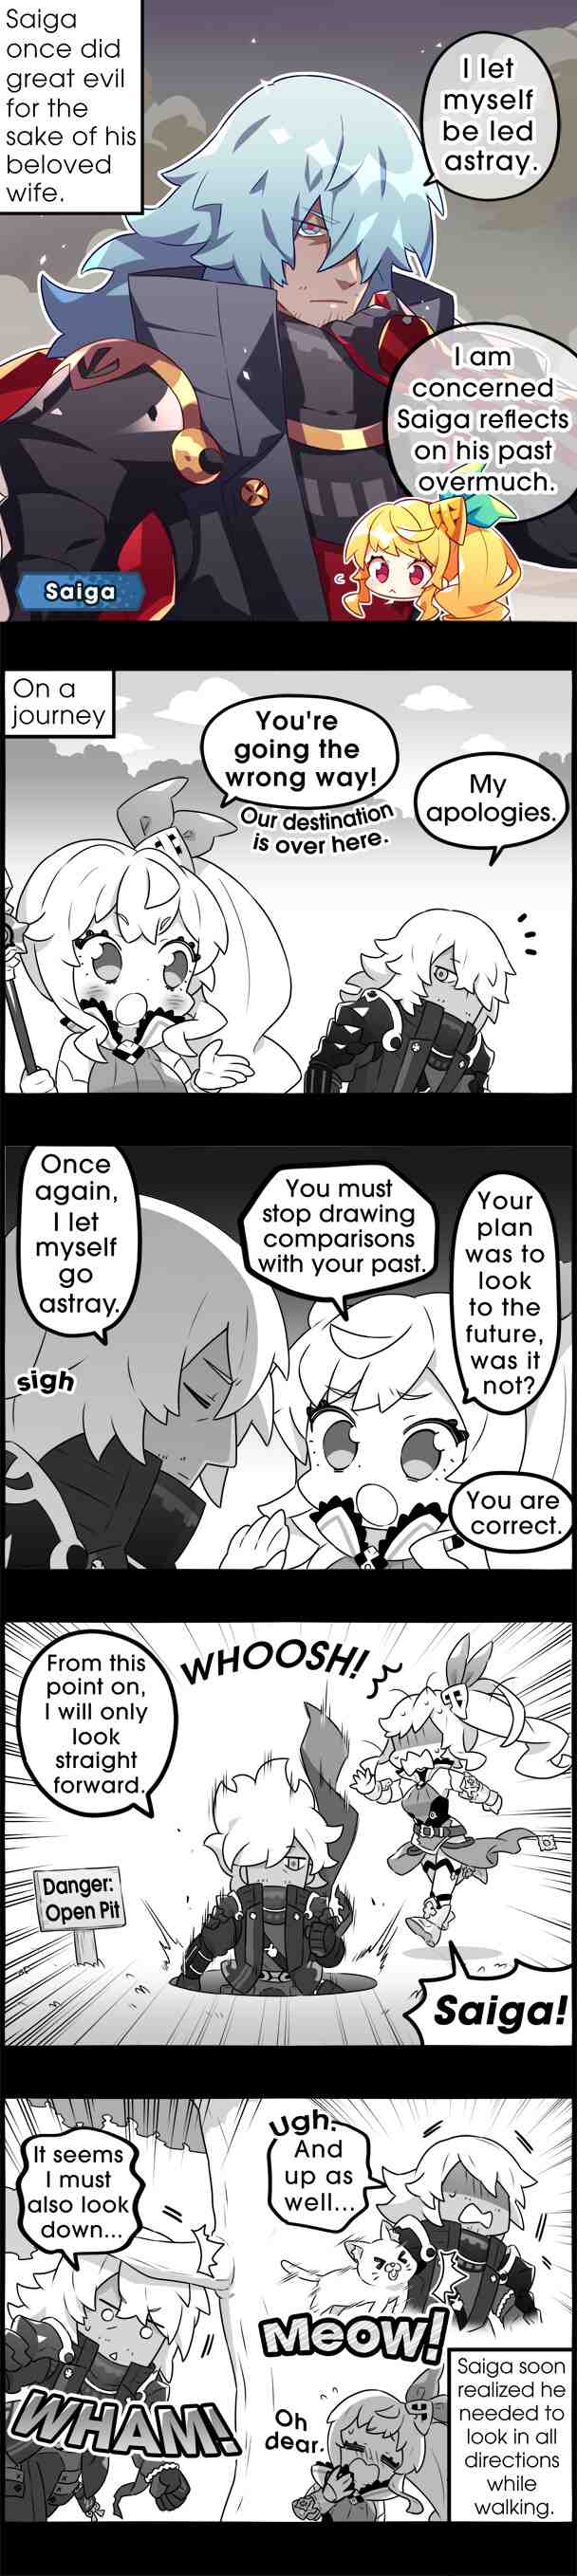 Saiga
once did
great evil
for the
sake of his
beloved
wife.
I let
myself
be led
astray.
I am
concerned
Saiga reflects
on his past
overmuch.
Saiga
On a
journey
You're
going the
wrong way!
Our destination
is over here.
My
apologies.
Once
again,
I let
myself
go
astray.
sigh
You must
stop drawing
comparisons
with your past.
Your
plan
was to
look
to the
future,
was it
not?
You are
correct.
From this
point on,
I will only
look
straight
forward.
WHOOSH!
Danger:
Open Pit
Saiga!
It seems
I must
also look
down...
WHAM!
Ugh.
And
up as
well...
Meow!
Oh
dear.
Saiga soon
realized he
needed to
look in all
directions
while
walking.